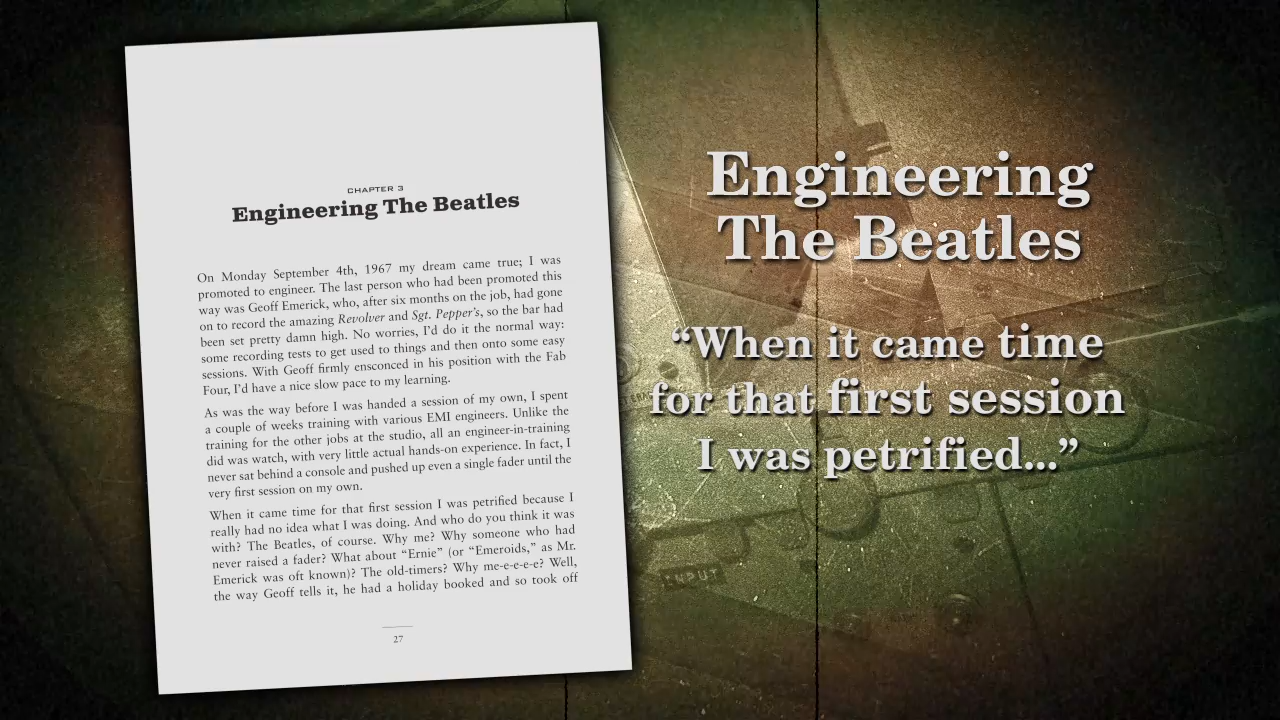 CHAPTER 3
Engineering The Beatles
On Monday September 4th, 1967 my dream came true; I was
promoted to engineer. The last person who had been promoted this
way was Geoff Emerick, who, after six months on the job, had gone
on to record the amazing Revolver and Sgt. Pepper's, so the bar had
been set pretty damn high. No worries, I'd do it the normal way:
some recording tests to get used to things and then onto some easy
sessions. With Geoff firmly ensconced in his position with the Fab
Four, I'd have a nice slow pace to my learning.
As was the way before I was handed a session of my own, I spent
a couple of weeks training with various EMI engineers. Unlike the
training for the other jobs at the studio, all an engineer-in-training
did was watch, with very little actual hands-on experience. In fact, I
never sat behind a console and pushed up even a single fader until the
very first session on my own.
When it came time for that first session I was petrified because I
really had no idea what I was doing. And who do you think it was
with? The Beatles, of course. Why me? Why someone who had
never raised a fader? What about “Ernie” (or “Emeroids,” as Mr.
Emerick was oft known)? The old-timers? Why me-e-e-e-e? Well,
the way Geoff tells it, he had a holiday booked and so took off
27
Engineering
The Beatles
“When it came time
for that first session
I was petrified...”
INPUT